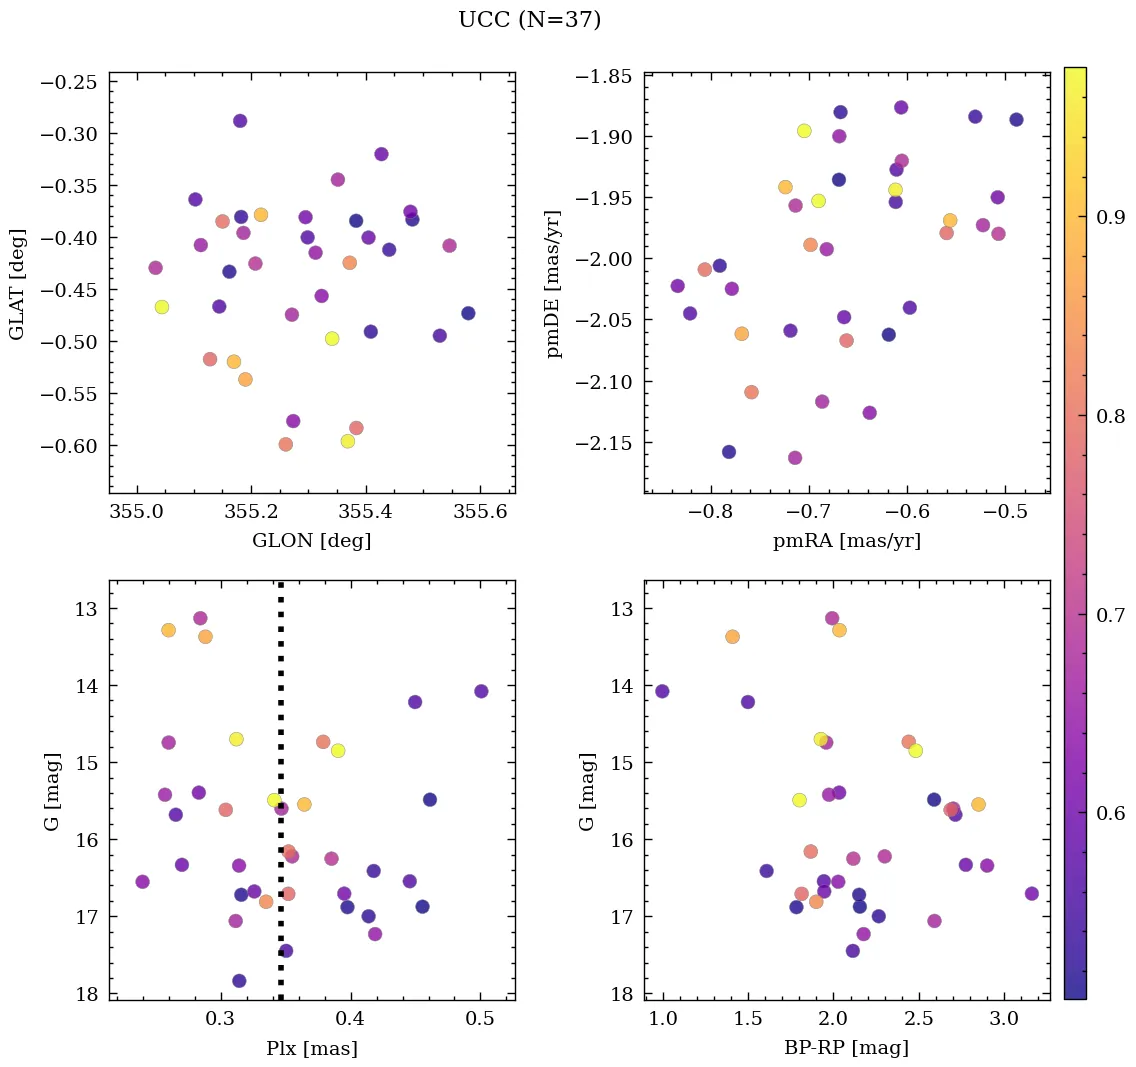 UCC (N=37)
−0.25
−0.30
−0.35
−0.40
−0.45
−0.50
−0.55
−0.60
GLAT [deg]
355.0 355.2 355.4 355.6
GLON [deg]
−1.85
−1.90
−1.95
−2.00
−2.05
−2.10
−2.15
pmDE [mas/yr]
−0.8 −0.7 −0.6 −0.5
pmRA [mas/yr]
13
14
15
16
17
18
G [mag]
0.3 0.4 0.5
Plx [mas]
13
14
15
16
17
18
G [mag]
1.0 1.5 2.0 2.5 3.0
BP-RP [mag]
0.9
0.8
0.7
0.6